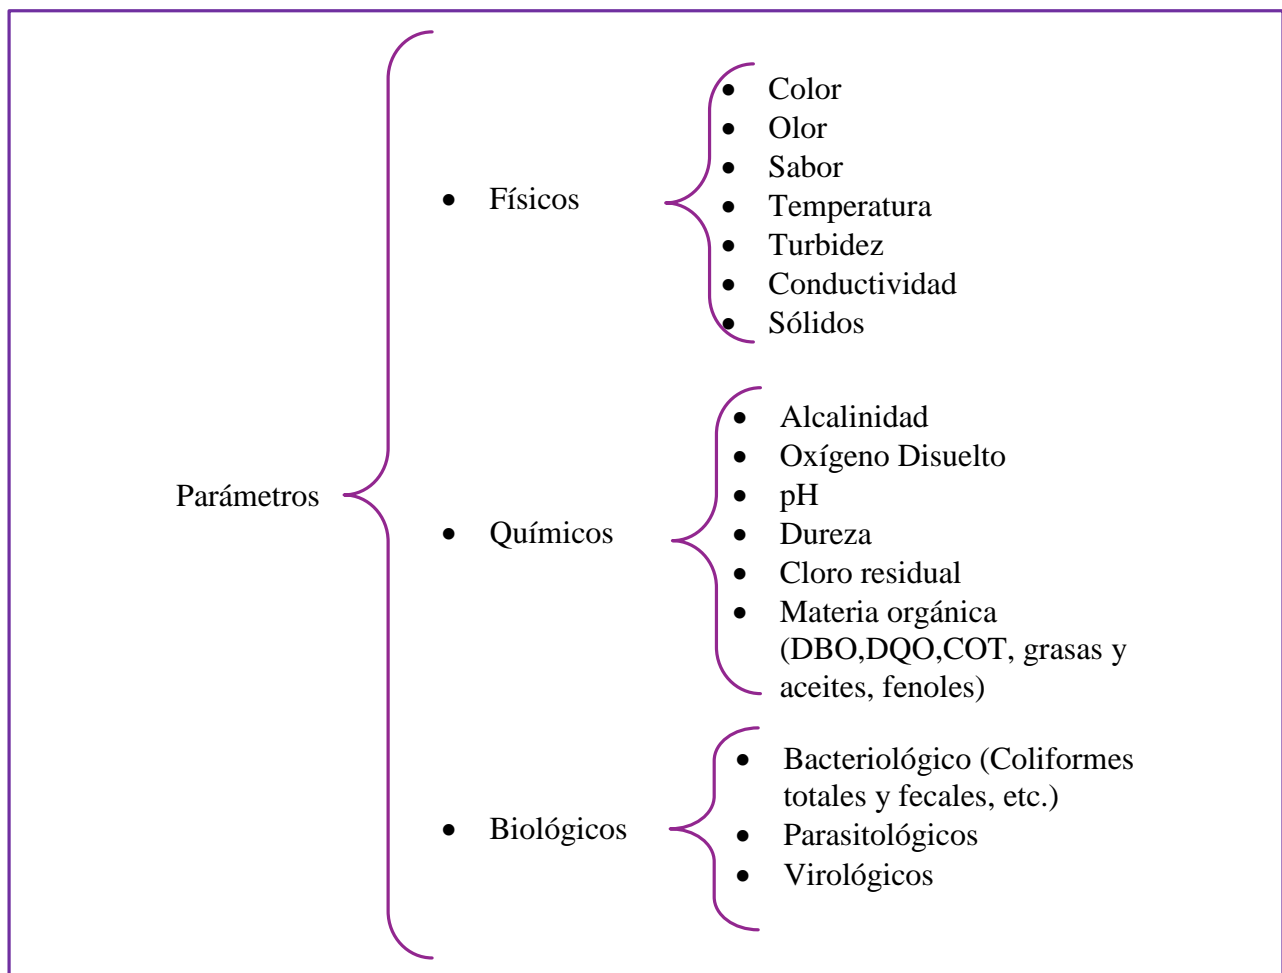 Parámetros
• Físicos
• Color
• Olor
• Sabor
• Temperatura
• Turbidez
• Conductividad
• Sólidos
• Químicos
• Alcalinidad
• Oxígeno Disuelto
• pH
• Dureza
• Cloro residual
• Materia orgánica
(DBO,DQO,COT, grasas y
aceites, fenoles)
• Biológicos
• Bacteriológico (Coliformes
totales y fecales, etc.)
• Parasitológicos
• Virológicos